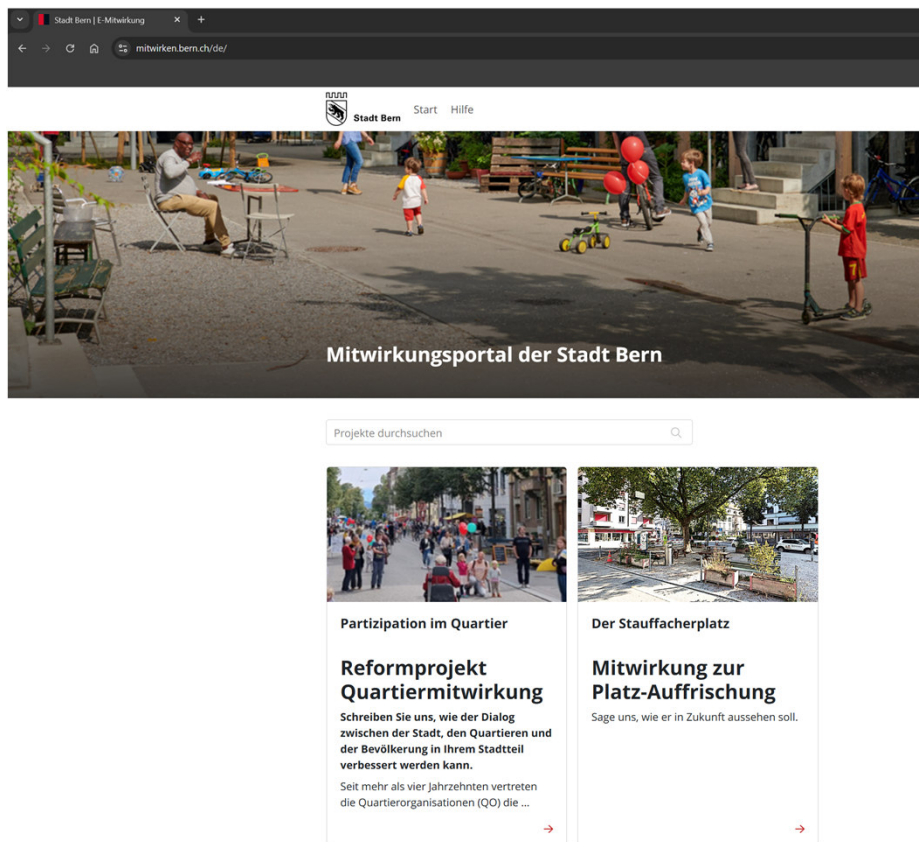 Stadt Bern | E-Mitwirkung
mitwirken.bern.ch/de/
Stadt Bern
Start Hilfe
Mitwirkungsportal der Stadt Bern
Projekte durchsuchen
Partizipation im Quartier
Reformprojekt
Quartiermitwirkung
Schreiben Sie uns, wie der Dialog
zwischen der Stadt, den Quartieren und
der Bevölkerung in Ihrem Stadtteil
verbessert werden kann.
Seit mehr als vier Jahrzehnten vertreten
die Quartierorganisationen (QO) die ...
Der Stauffacherplatz
Mitwirkung zur
Platz-Auffrischung
Sage uns, wie er in Zukunft aussehen soll.